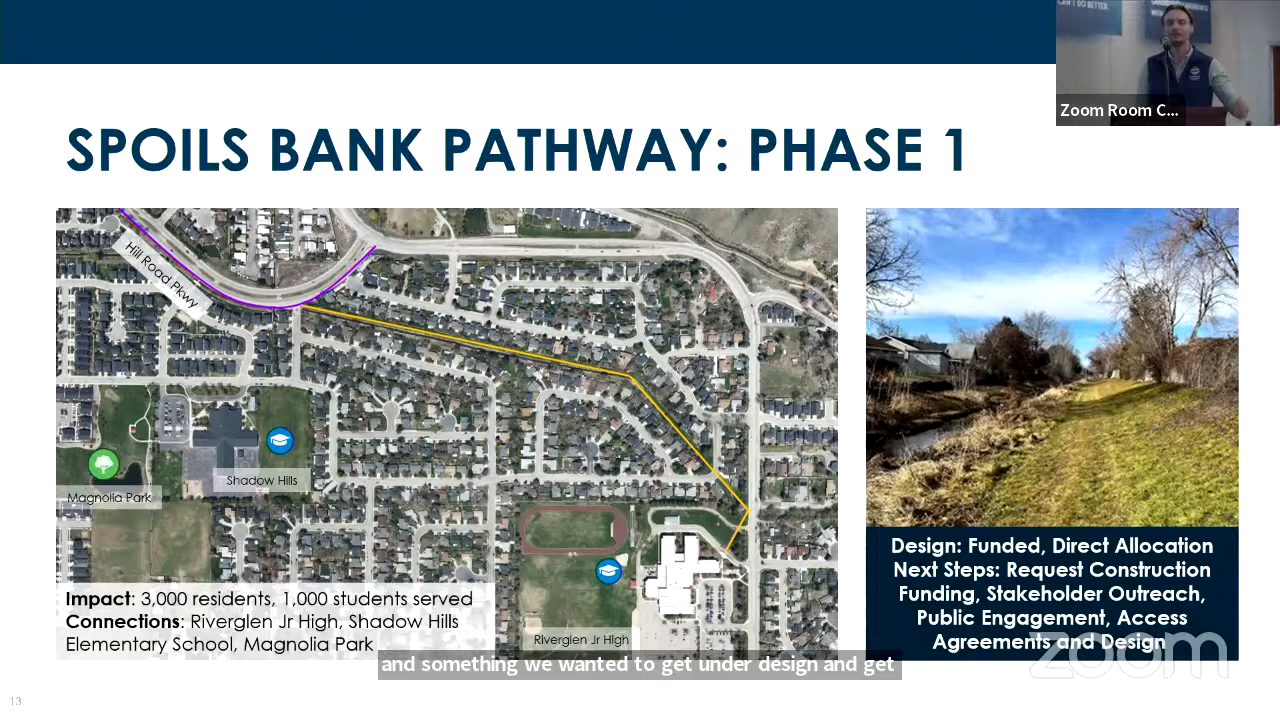 CAN'T DO BETTER.
Zoom Room C...
SPOILS BANK PATHWAY: PHASE 1
Hill Road Pkwy
Shadow Hills
Magnolia Park
Riverglen Jr High
Impact: 3,000 residents, 1,000 students served
Connections: Riverglen Jr High, Shadow Hills
Elementary School, Magnolia Park
Design: Funded, Direct Allocation
Next Steps: Request Construction
Funding, Stakeholder Outreach,
Public Engagement, Access
Agreements and Design
zoom
and something we wanted to get under design and get
13